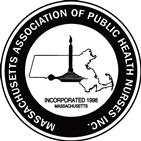 MASSACHUSETTS ASSOCIATION OF PUBLIC HEALTH NURSES INC.
INCORPORATED 1998
MASSACHUSETTS